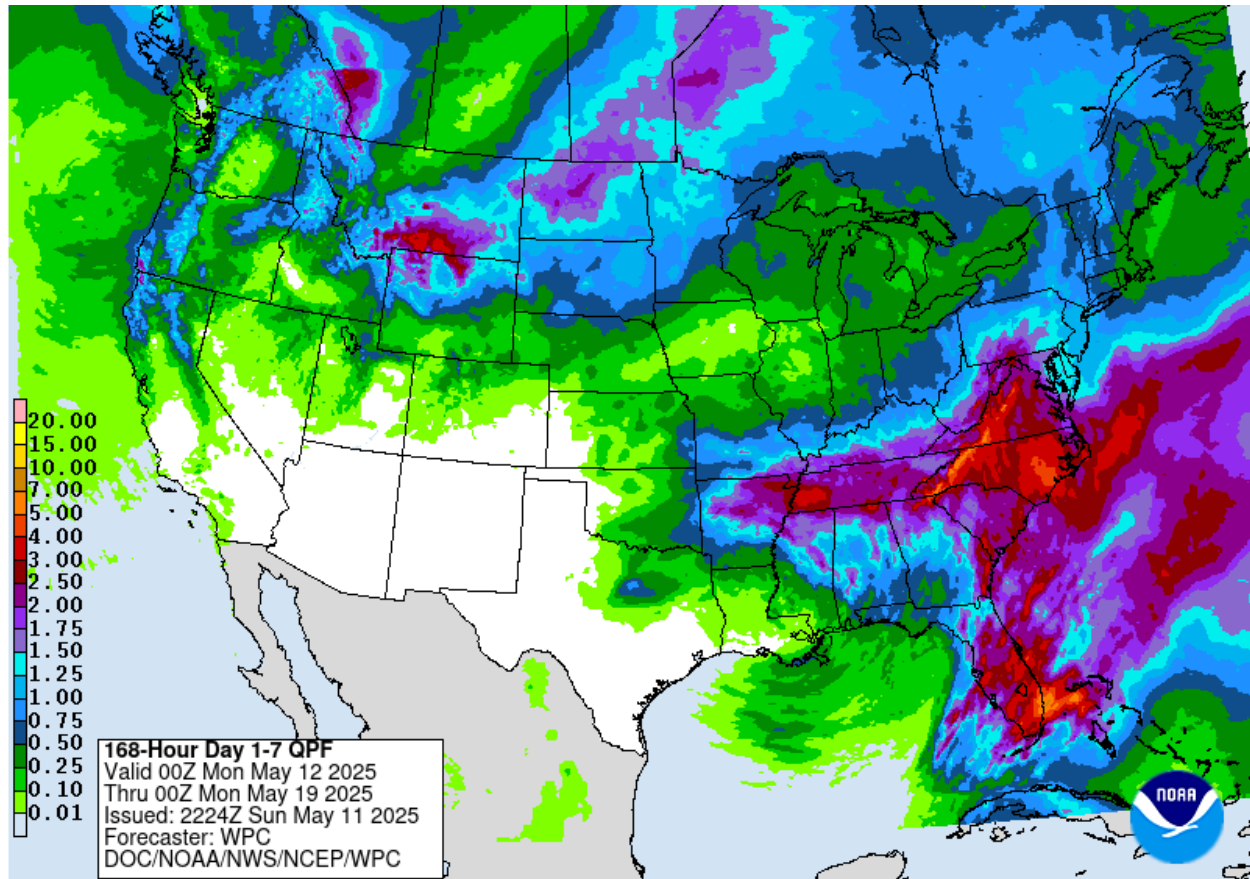 20.00
15.00
10.00
7.00
5.00
4.00
3.00
2.50
2.00
1.75
1.50
1.25
1.00
0.75
0.50
0.25
0.10
0.01
168-Hour Day 1-7 QPF
Valid 00Z Mon May 12 2025
Thru 00Z Mon May 19 2025
Issued: 2224Z Sun May 11 2025
Forecaster: WPC
DOC/NOAA/NWS/NCEP/WPC
NOAA